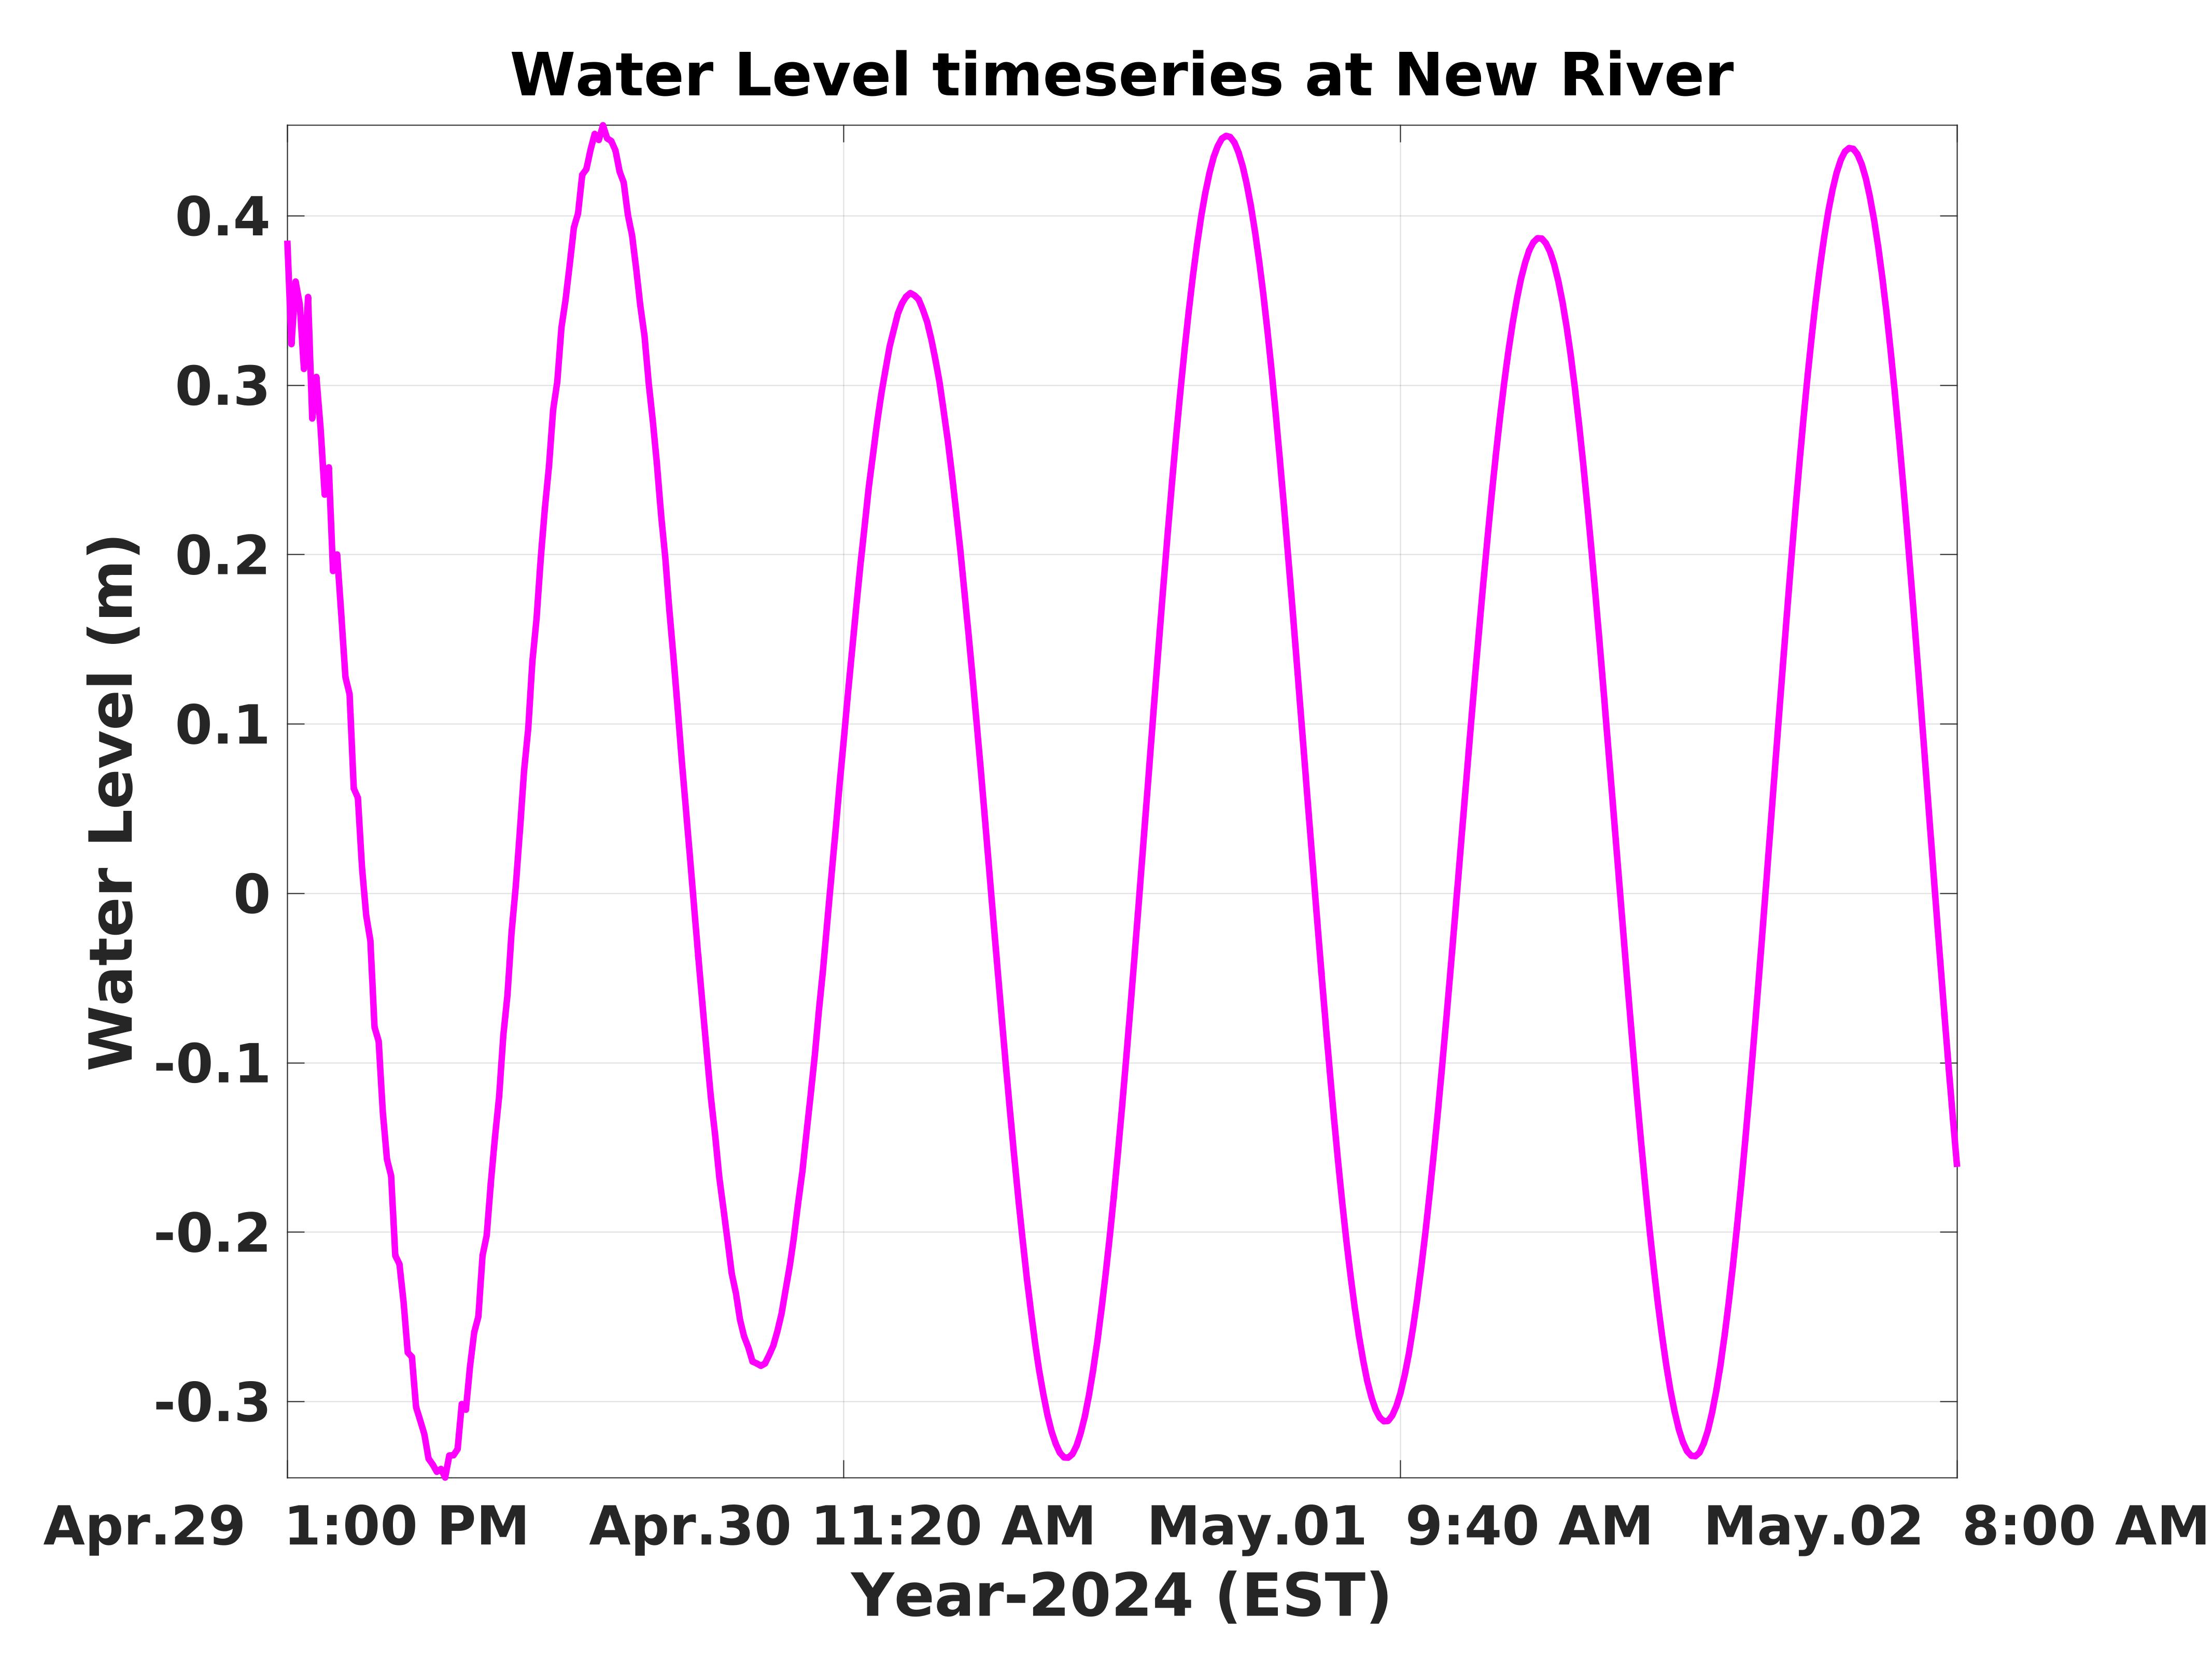 Water Level timeseries at New River
Water Level (m)
0.4
0.3
0.2
0.1
0
-0.1
-0.2
-0.3
Apr.29 1:00 PM
Apr.30 11:20 AM
May.01 9:40 AM
May.02 8:00 AM
Year-2024 (EST)